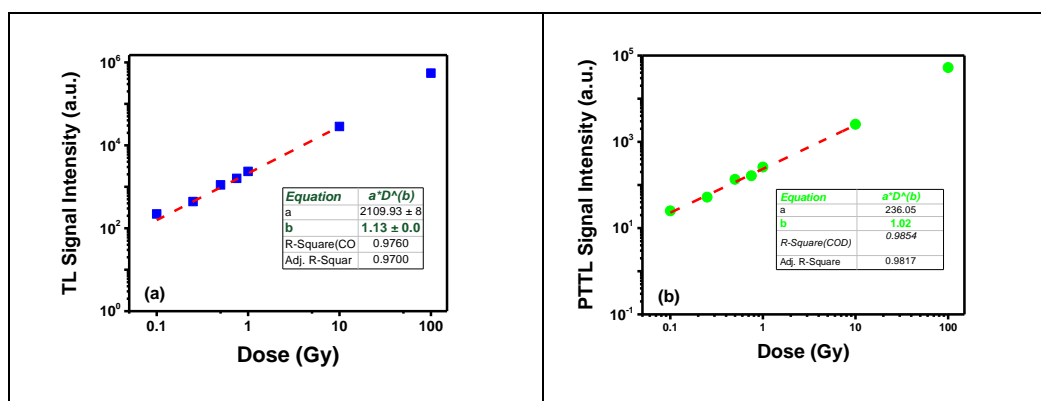 TL Signal Intensity (a.u.)
10^6
10^4
10^2
10^0
Equation a*D^(b)
a 2109.93 ± 8
b 1.13 ± 0.0
R-Square(CO 0.9760
Adj. R-Squar 0.9700
(a)
0.1 1 10 100
Dose (Gy)
PTTL Signal Intensity (a.u.)
10^5
10^3
10^1
10^-1
Equation a*D^(b)
a 236.05
b 1.02
R-Square(COD) 0.9854
Adj. R-Square 0.9817
(b)
0.1 1 10 100
Dose (Gy)